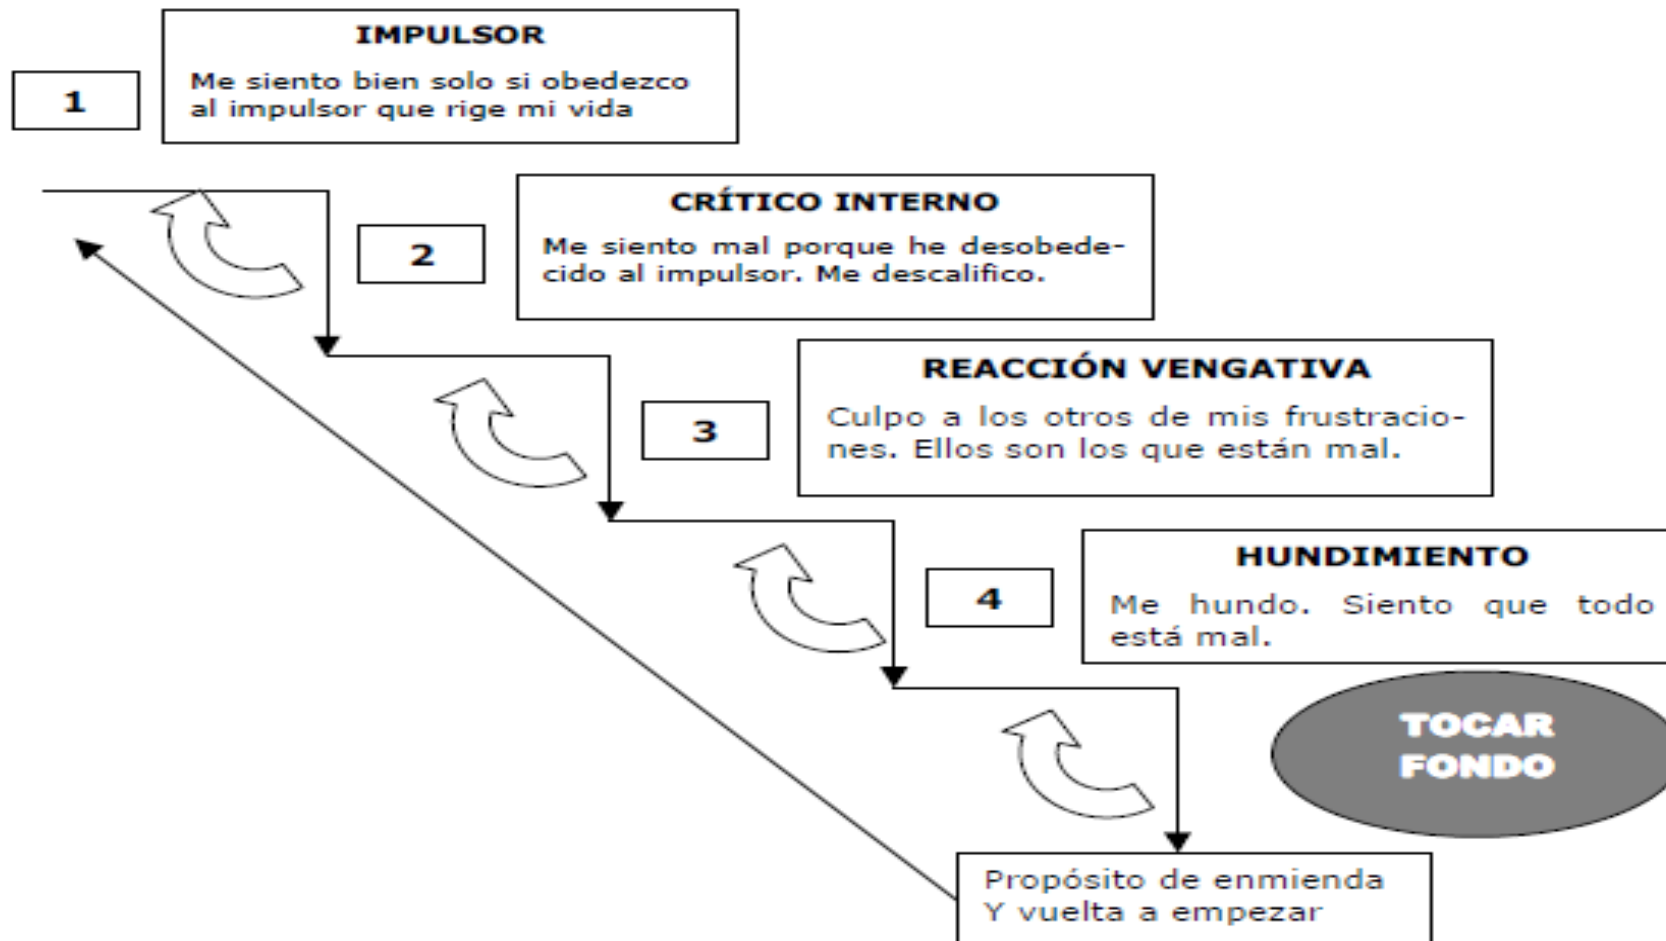 IMPULSOR
Me siento bien solo si obedezco
al impulsor que rige mi vida
1
CRÍTICO INTERNO
Me siento mal porque he desobede-
cido al impulsor. Me descalifico.
2
REACCIÓN VENGATIVA
Culpo a los otros de mis frustracio-
nes. Ellos son los que están mal.
3
HUNDIMIENTO
Me hundo. Siento que todo
está mal.
4
TOCAR
FONDO
Propósito de enmienda
Y vuelta a empezar